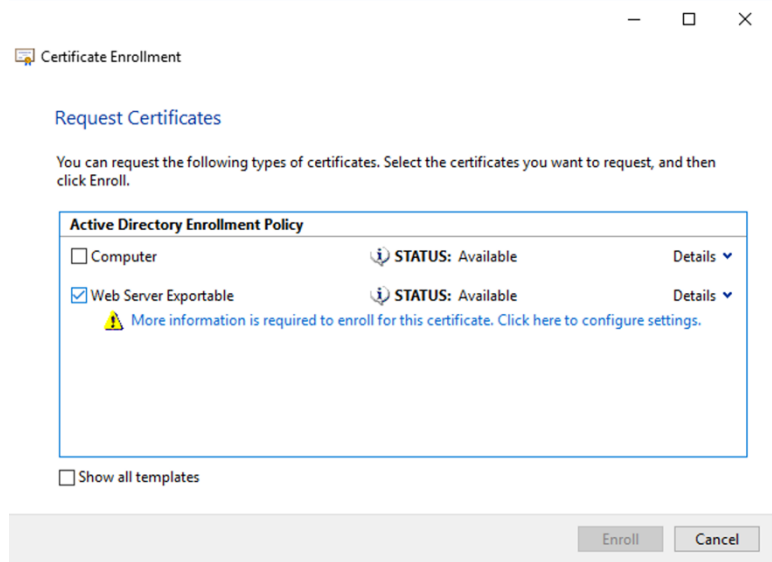 Certificate Enrollment
Request Certificates
You can request the following types of certificates. Select the certificates you want to request, and then
click Enroll.
Active Directory Enrollment Policy
Computer STATUS: Available Details
Web Server Exportable STATUS: Available Details
More information is required to enroll for this certificate. Click here to configure settings.
Show all templates
Enroll Cancel